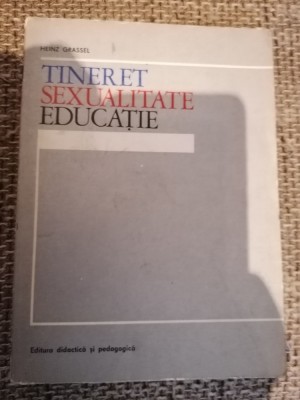 HEINZ GRASSEL
TINERET
SEXUALITATE
EDUCAȚIE
Editura didactică și pedagogică